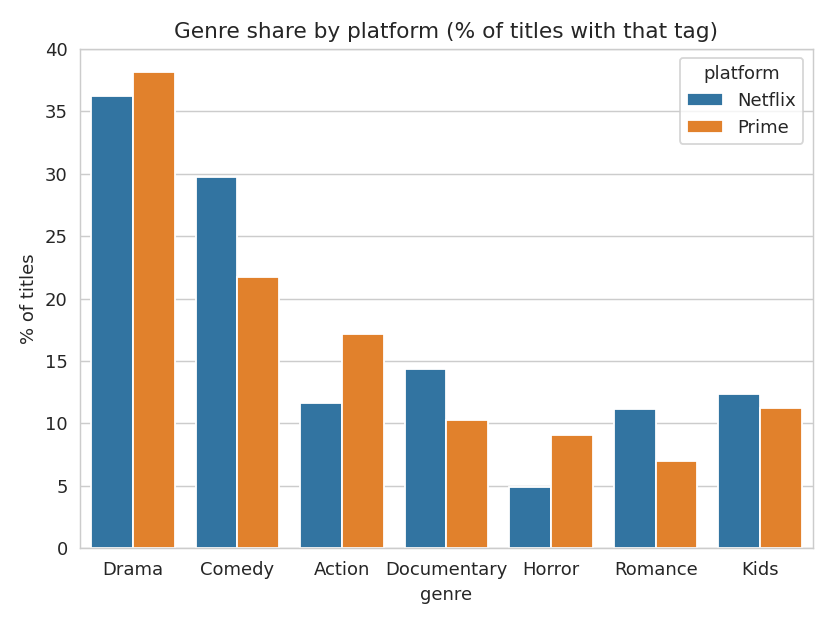 Genre share by platform (% of titles with that tag)
platform
Netflix
Prime
% of titles
40
35
30
25
20
15
10
5
0
Drama Comedy Action Documentary Horror Romance Kids
genre